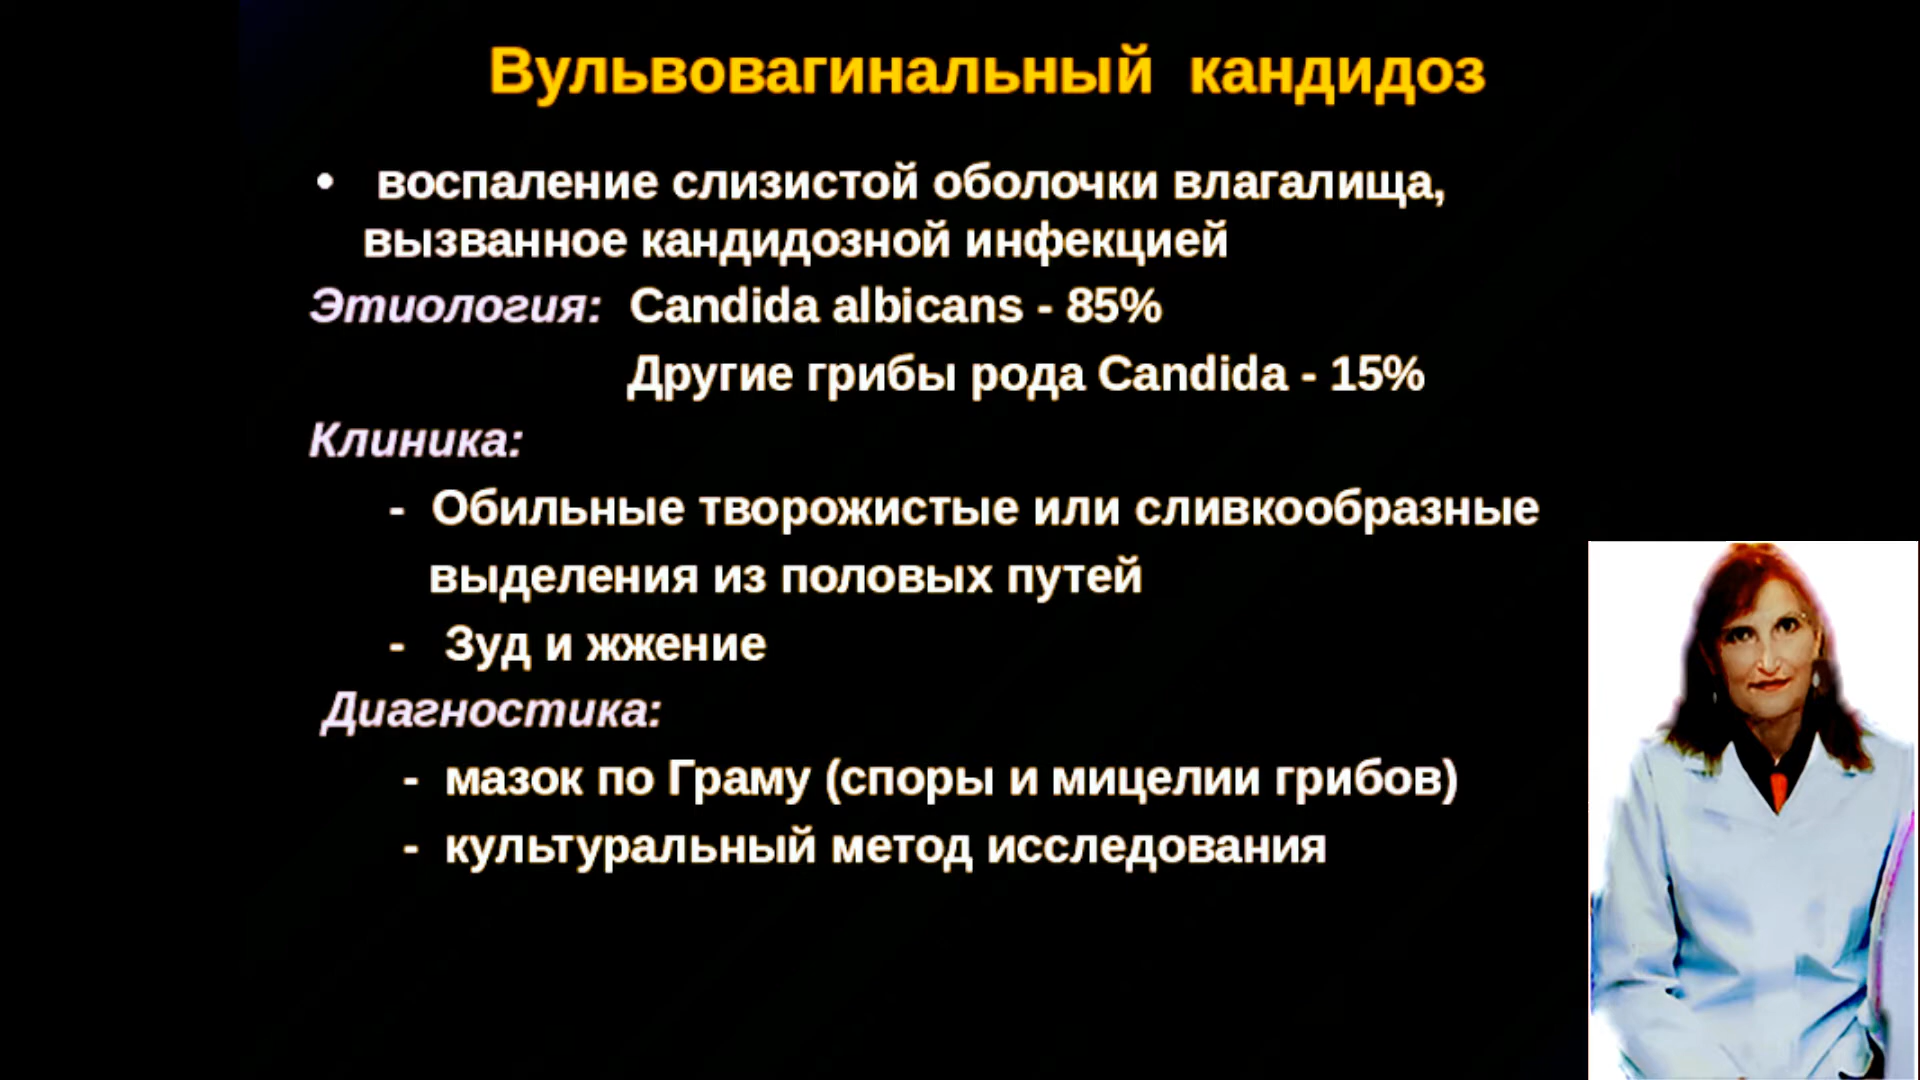 Вульвовагинальный кандидоз
• воспаление слизистой оболочки влагалища,
вызванное кандидозной инфекцией
Этиология: Candida albicans - 85%
Другие грибы рода Candida - 15%
Клиника:
- Обильные творожистые или сливкообразные
выделения из половых путей
- Зуд и жжение
Диагностика:
- мазок по Граму (споры и мицелии грибов)
- культуральный метод исследования